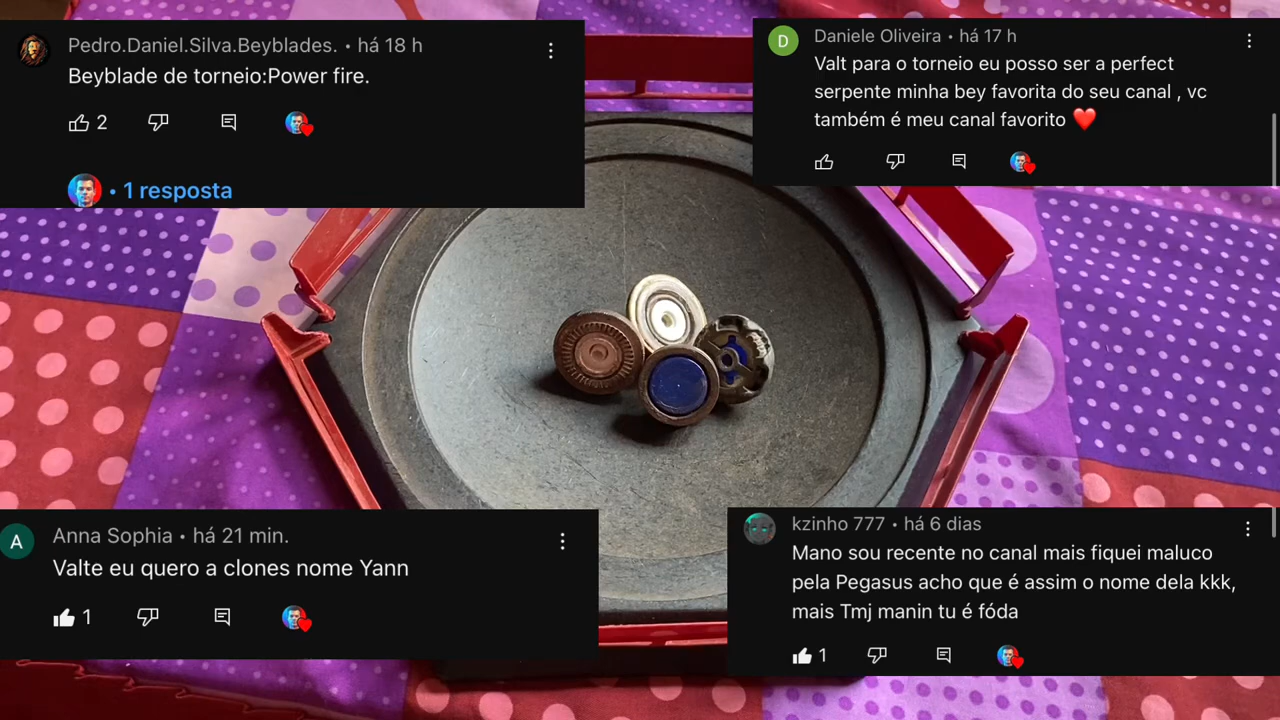 Pedro.Daniel.Silva.Beyblades. • há 18 h
Beyblade de torneio:Power fire.
2
• 1 resposta
Daniele Oliveira • há 17 h
D
Valt para o torneio eu posso ser a perfect
serpente minha bey favorita do seu canal , vc
também é meu canal favorito ❤️
Anna Sophia • há 21 min.
A
Valte eu quero a clones nome Yann
1
kzinho 777 • há 6 dias
Mano sou recente no canal mais fiquei maluco
pela Pegasus acho que é assim o nome dela kkk,
mais Tmj manin tu é fóda
1